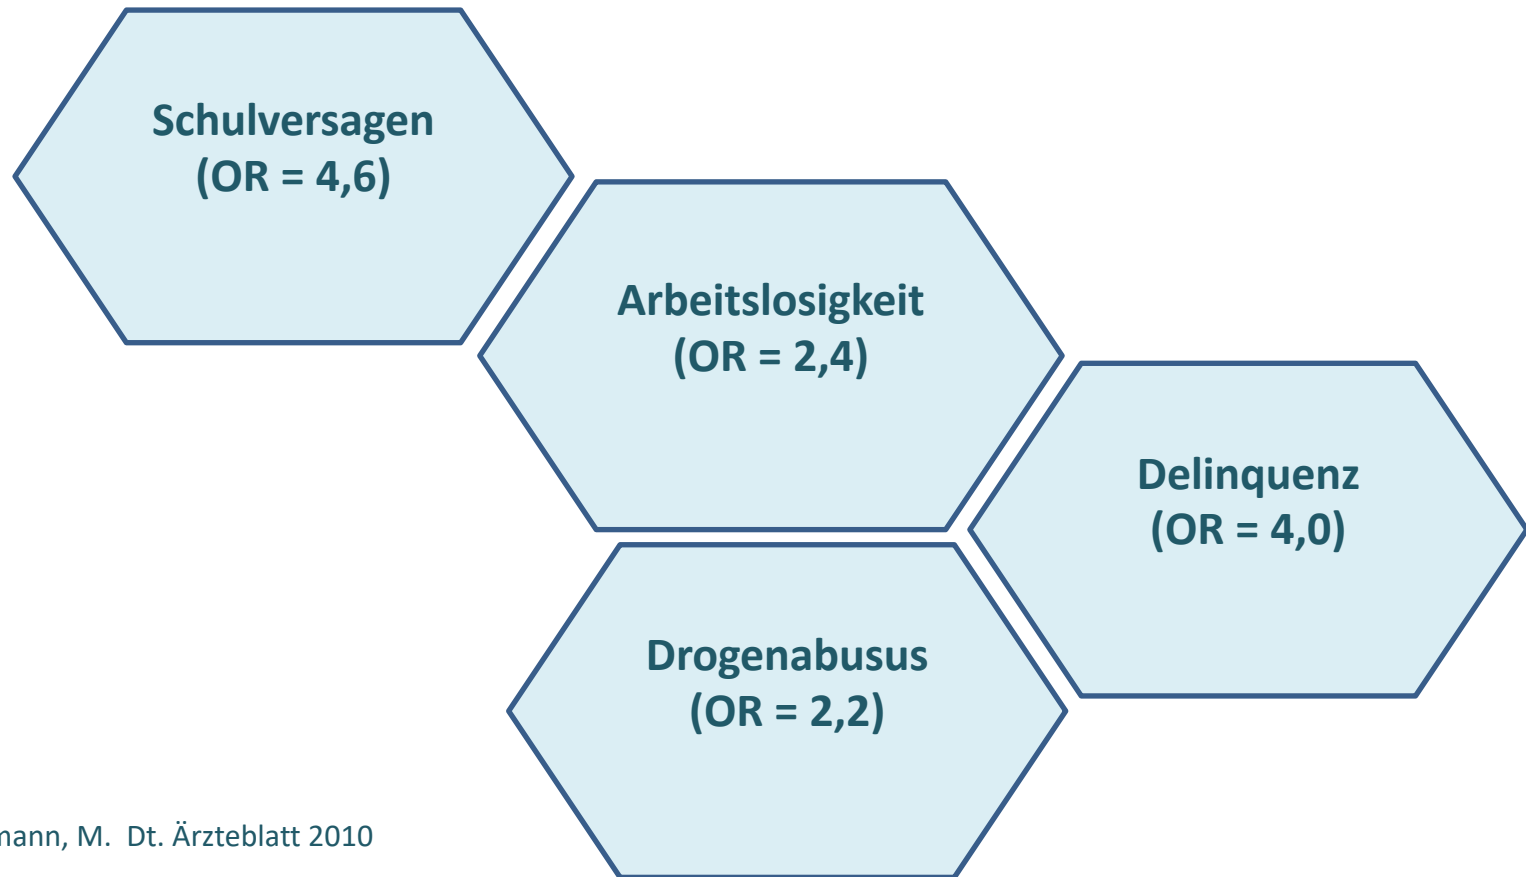 Schulversagen
(OR = 4,6)
Arbeitslosigkeit
(OR = 2,4)
Delinquenz
(OR = 4,0)
Drogenabusus
(OR = 2,2)
M. Dt. Ärzteblatt 2010